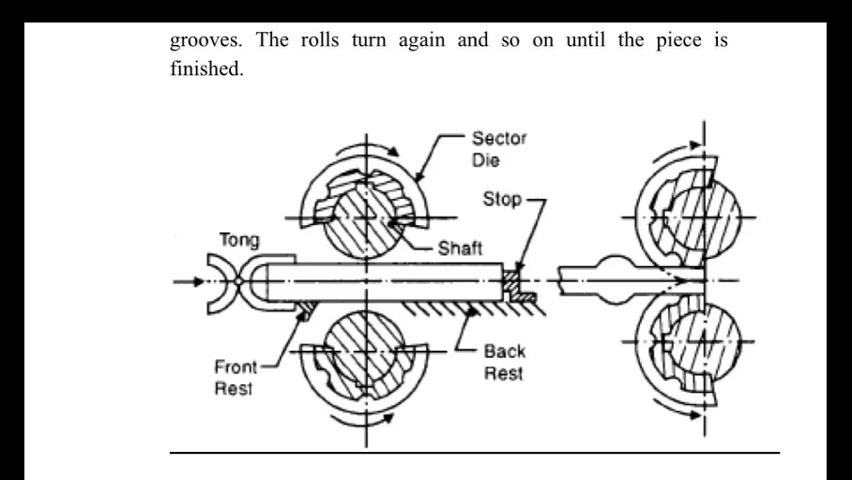 grooves. The rolls turn again and so on until the piece is
finished.
Sector
Die
Stop
Tong
Shaft
Front
Rest
Back
Rest